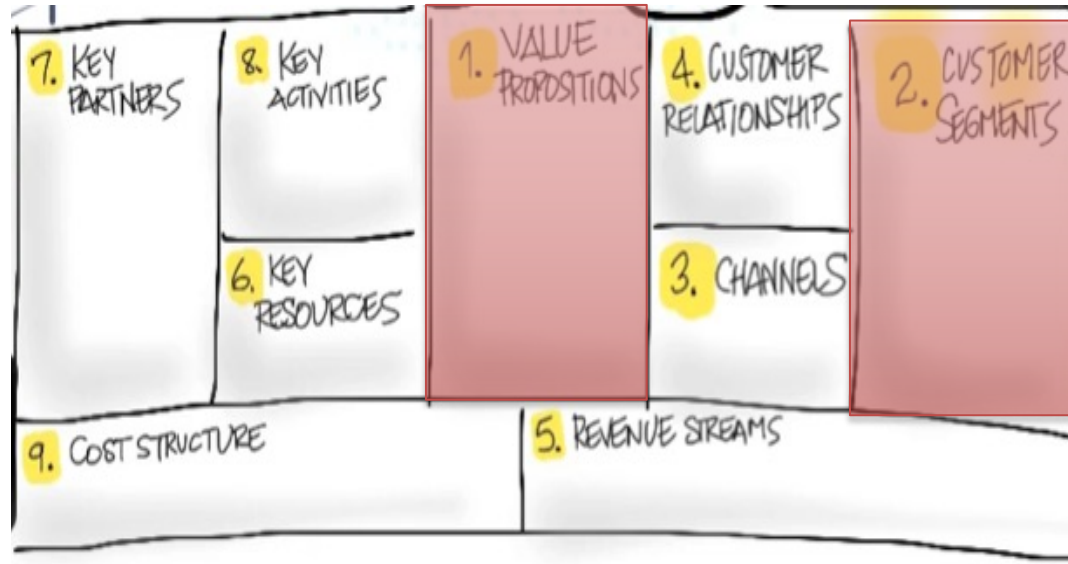 7. KEY
PARTNERS
8. KEY
ACTIVITIES
6. KEY
RESOURCES
1. VALUE
PROPOSITIONS
4. CUSTOMER
RELATIONSHIPS
3. CHANNELS
2. CUSTOMER
SEGMENTS
9. COST STRUCTURE
5. REVENUE STREAMS